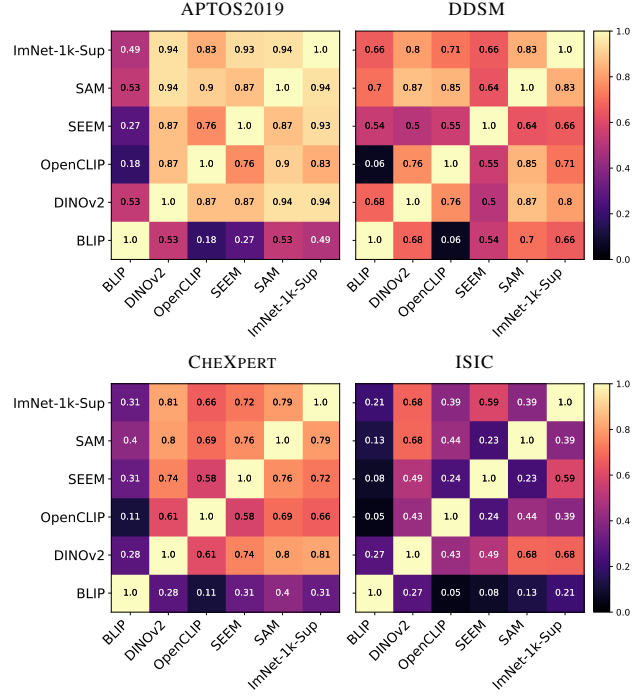 APTOS2019 DDSM
ImNet-1k-Sup 0.49 0.94 0.83 0.93 0.94 1.0 0.66 0.8 0.71 0.66 0.83 1.0 1.0
SAM 0.53 0.94 0.9 0.87 1.0 0.94 0.7 0.87 0.85 0.64 1.0 0.83 0.8
SEEM 0.27 0.87 0.76 1.0 0.87 0.93 0.54 0.5 0.55 1.0 0.64 0.66 0.6
OpenCLIP 0.18 0.87 1.0 0.76 0.9 0.83 0.06 0.76 1.0 0.55 0.85 0.71 0.4
DINOv2 0.53 1.0 0.87 0.87 0.94 0.94 0.68 1.0 0.76 0.5 0.87 0.8 0.2
BLIP 1.0 0.53 0.18 0.27 0.53 0.49 1.0 0.68 0.06 0.54 0.7 0.66 0.0
BLIP DINOv2 OpenCLIP SEEM SAM ImNet-1k-Sup BLIP DINOv2 OpenCLIP SEEM SAM ImNet-1k-Sup
CHEXPERT ISIC
ImNet-1k-Sup 0.31 0.81 0.66 0.72 0.79 1.0 0.21 0.68 0.39 0.59 0.39 1.0 1.0
SAM 0.4 0.8 0.69 0.76 1.0 0.79 0.13 0.68 0.44 0.23 1.0 0.39 0.8
SEEM 0.31 0.74 0.58 1.0 0.76 0.72 0.08 0.49 0.24 1.0 0.23 0.59 0.6
OpenCLIP 0.11 0.61 1.0 0.58 0.69 0.66 0.05 0.43 1.0 0.24 0.44 0.39 0.4
DINOv2 0.28 1.0 0.61 0.74 0.8 0.81 0.27 1.0 0.43 0.49 0.68 0.68 0.2
BLIP 1.0 0.28 0.11 0.31 0.4 0.31 1.0 0.27 0.05 0.08 0.13 0.21 0.0
BLIP DINOv2 OpenCLIP SEEM SAM ImNet-1k-Sup BLIP DINOv2 OpenCLIP SEEM SAM ImNet-1k-Sup